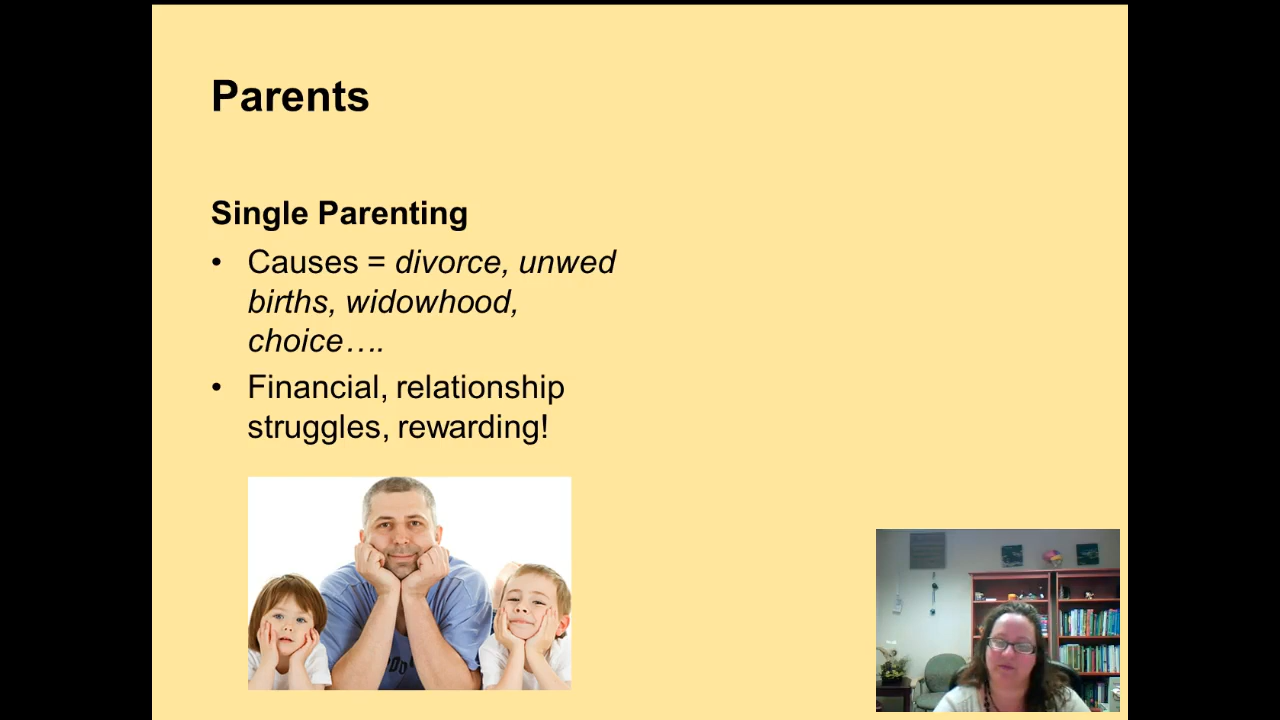 Parents
Single Parenting
• Causes = divorce, unwed
births, widowhood,
choice….
• Financial, relationship
struggles, rewarding!